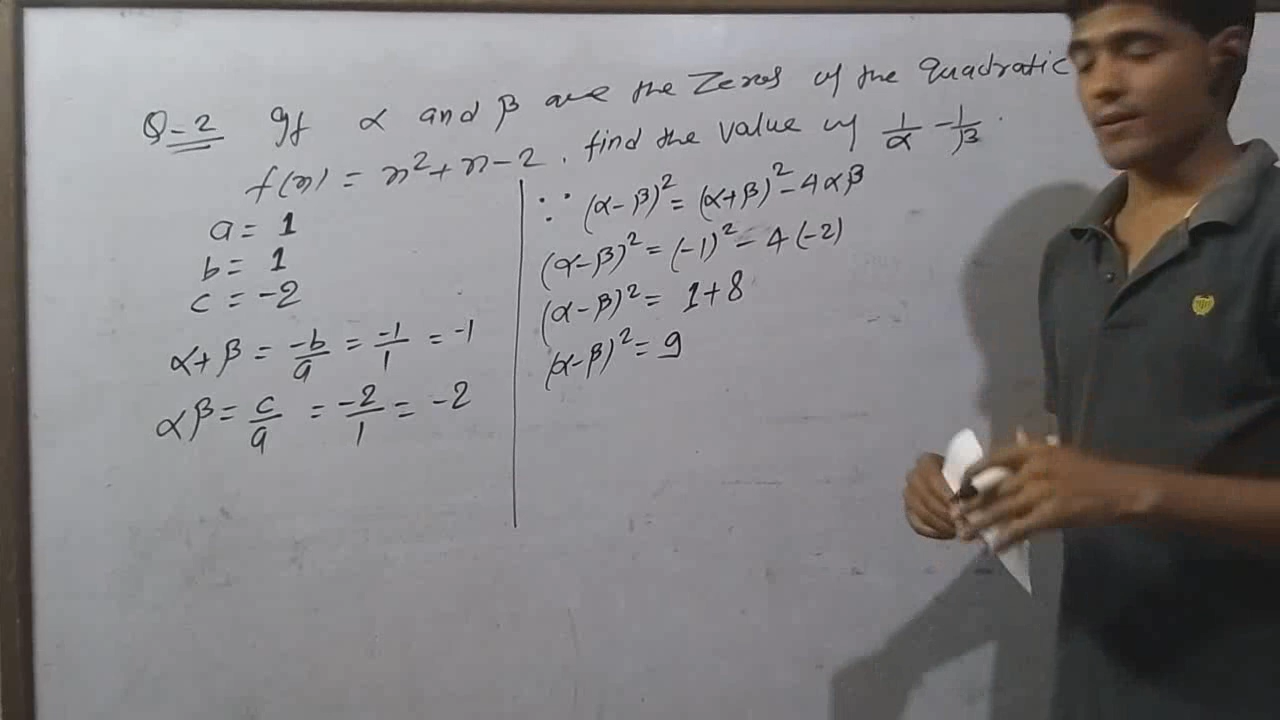 Q-2 If α and β are the zeros of the quadratic
f(x) = x² + x - 2. find the value of 1/α - 1/β.
a = 1
b = 1
c = -2
α + β = -b/a = -1/1 = -1
αβ = c/a = -2/1 = -2
∵ (α-β)² = (α+β)² - 4αβ
(α-β)² = (-1)² - 4(-2)
(α-β)² = 1+8
(α-β)² = 9